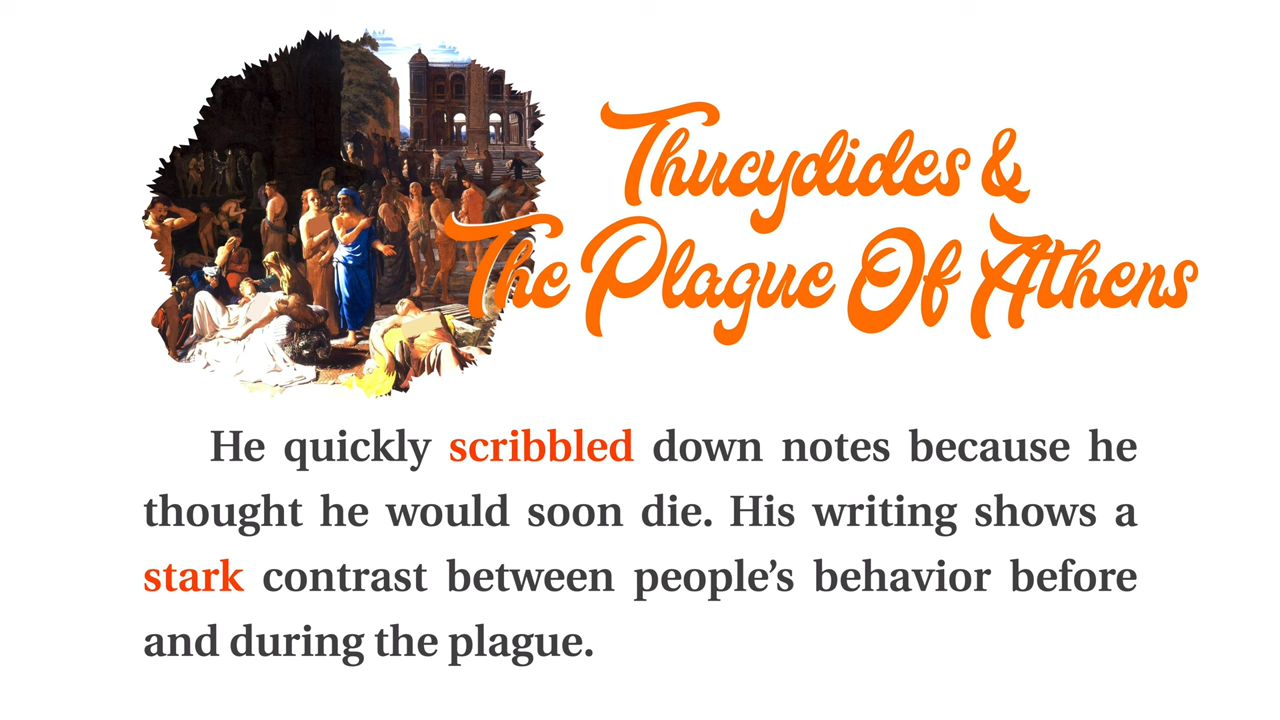 Thucydides &
The Plague Of Athens
He quickly scribbled down notes because he
thought he would soon die. His writing shows a
stark contrast between people’s behavior before
and during the plague.